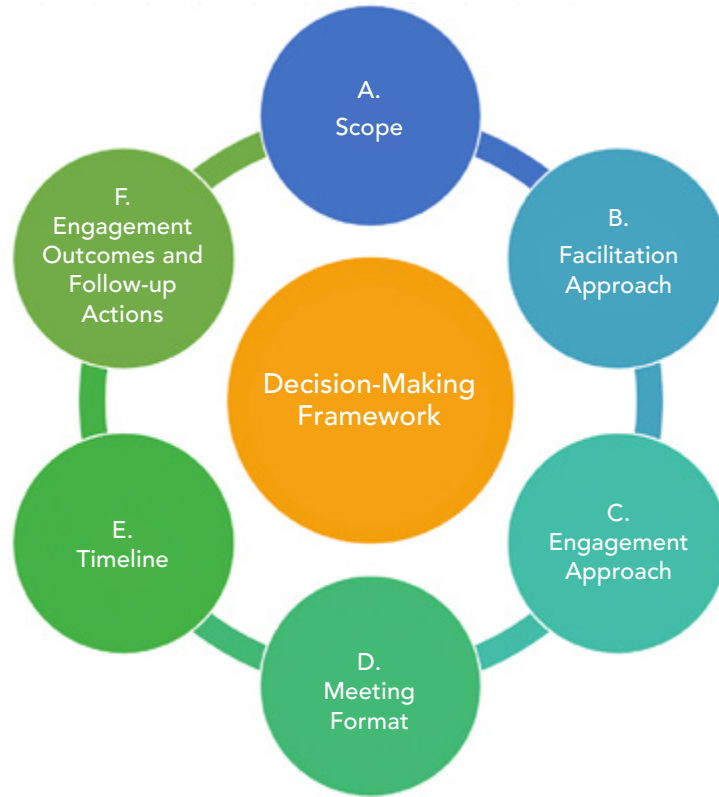 A.
Scope
B.
Facilitation
Approach
C.
Engagement
Approach
D.
Meeting
Format
E.
Timeline
F.
Engagement
Outcomes and
Follow-up
Actions
Decision-Making
Framework